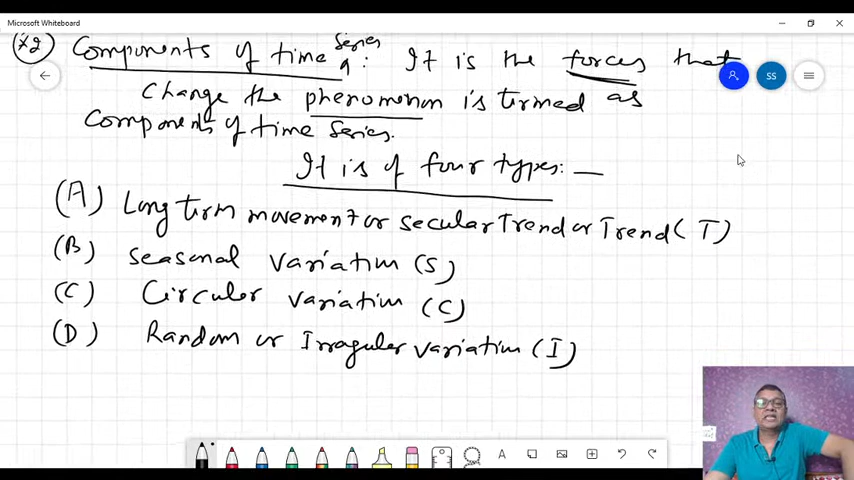 Microsoft Whiteboard
Components of time series : It is the forces that
change the phenomenon is termed as
components of time series.
It is of four types: —
(A) Long term movement or secular Trend or Trend (T)
(B) Seasonal Variation (S)
(C) Circular variation (C)
(D) Random or Irragular variation (I)
SS